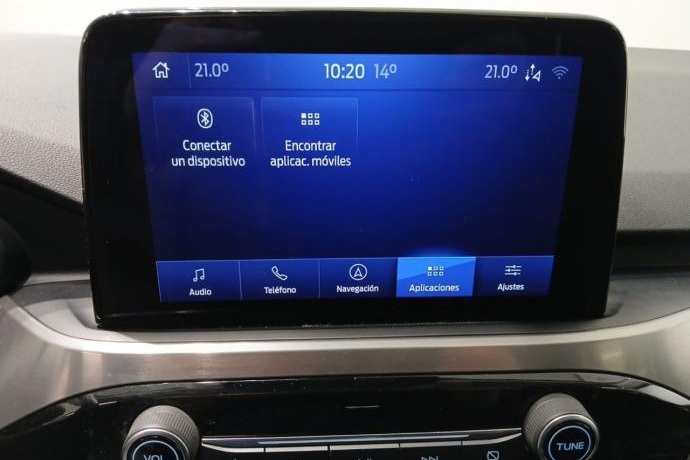 21.0° 10:20 14° 21.0°
Conectar
un dispositivo
Encontrar
aplicac. móviles
Audio Teléfono Navegación Aplicaciones Ajustes
VOL TUNE